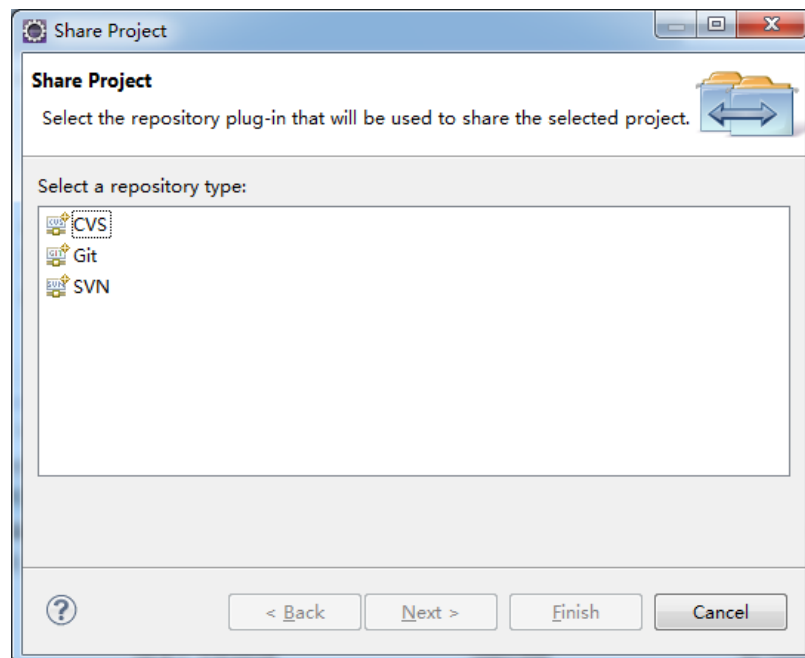 Share Project
Share Project
Select the repository plug-in that will be used to share the selected project.
Select a repository type:
CVS
Git
SVN
< Back
Next >
Finish
Cancel